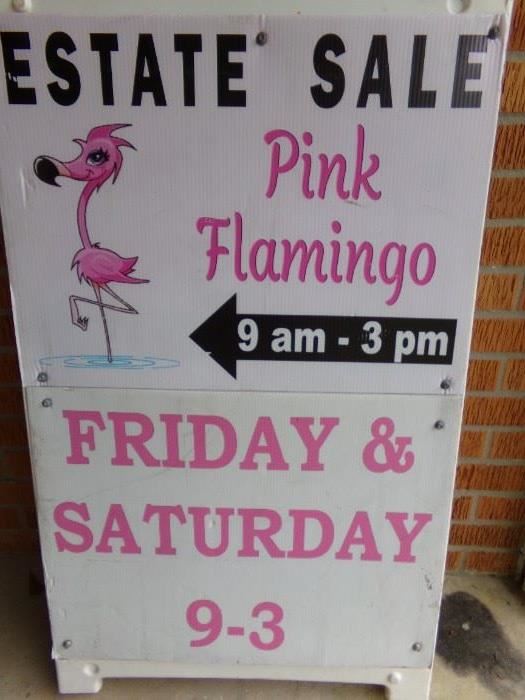 ESTATE SALE
Pink
Flamingo
9 am - 3 pm
FRIDAY &
SATURDAY
9-3